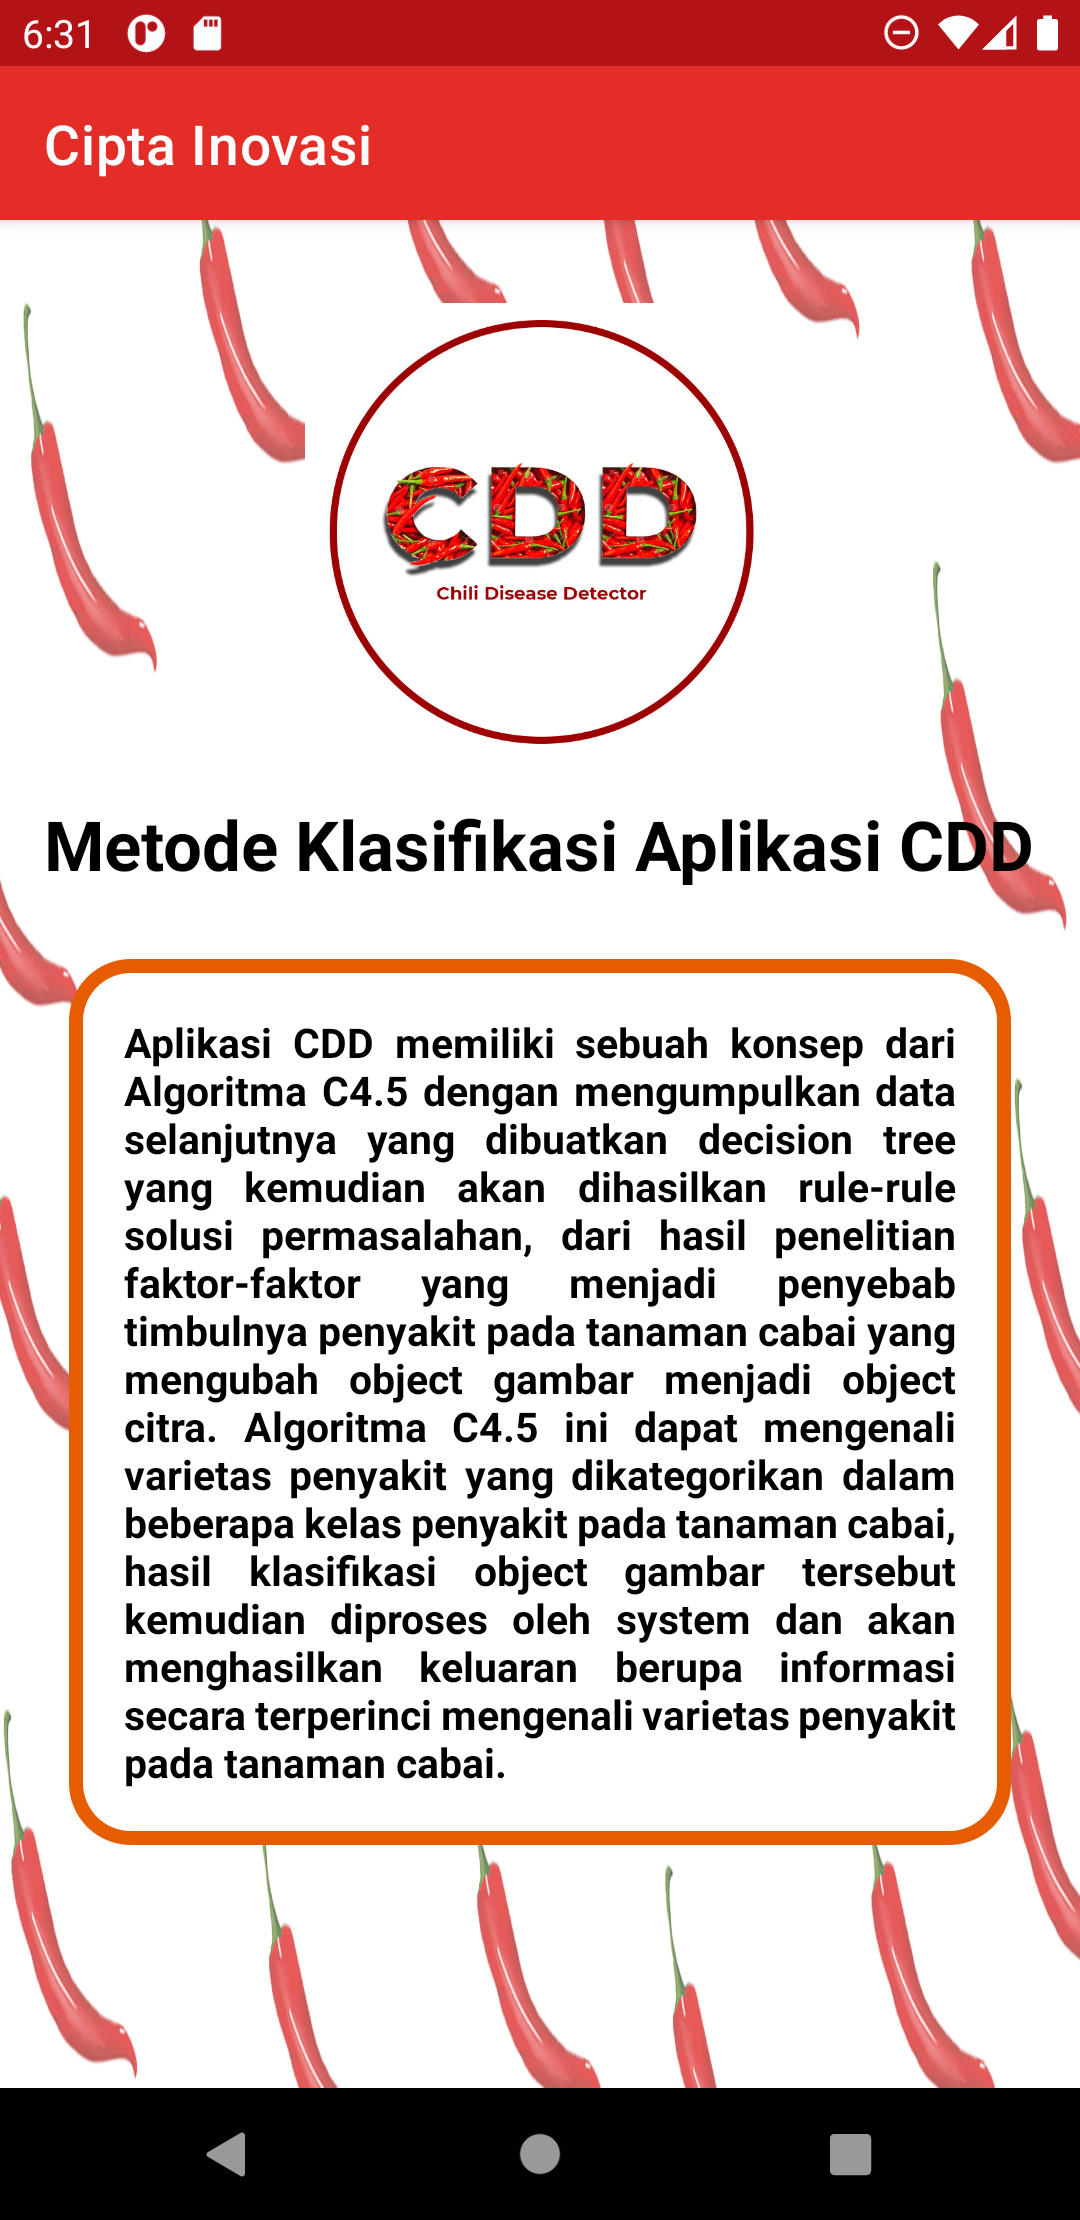 6:31
Cipta Inovasi
CDD
Chili Disease Detector
Metode Klasifikasi Aplikasi CDD
Aplikasi CDD memiliki sebuah konsep dari
Algoritma C4.5 dengan mengumpulkan data
selanjutnya yang dibuatkan decision tree
yang kemudian akan dihasilkan rule-rule
solusi permasalahan, dari hasil penelitian
faktor-faktor yang menjadi penyebab
timbulnya penyakit pada tanaman cabai yang
mengubah object gambar menjadi object
citra. Algoritma C4.5 ini dapat mengenali
varietas penyakit yang dikategorikan dalam
beberapa kelas penyakit pada tanaman cabai,
hasil klasifikasi object gambar tersebut
kemudian diproses oleh system dan akan
menghasilkan keluaran berupa informasi
secara terperinci mengenali varietas penyakit
pada tanaman cabai.